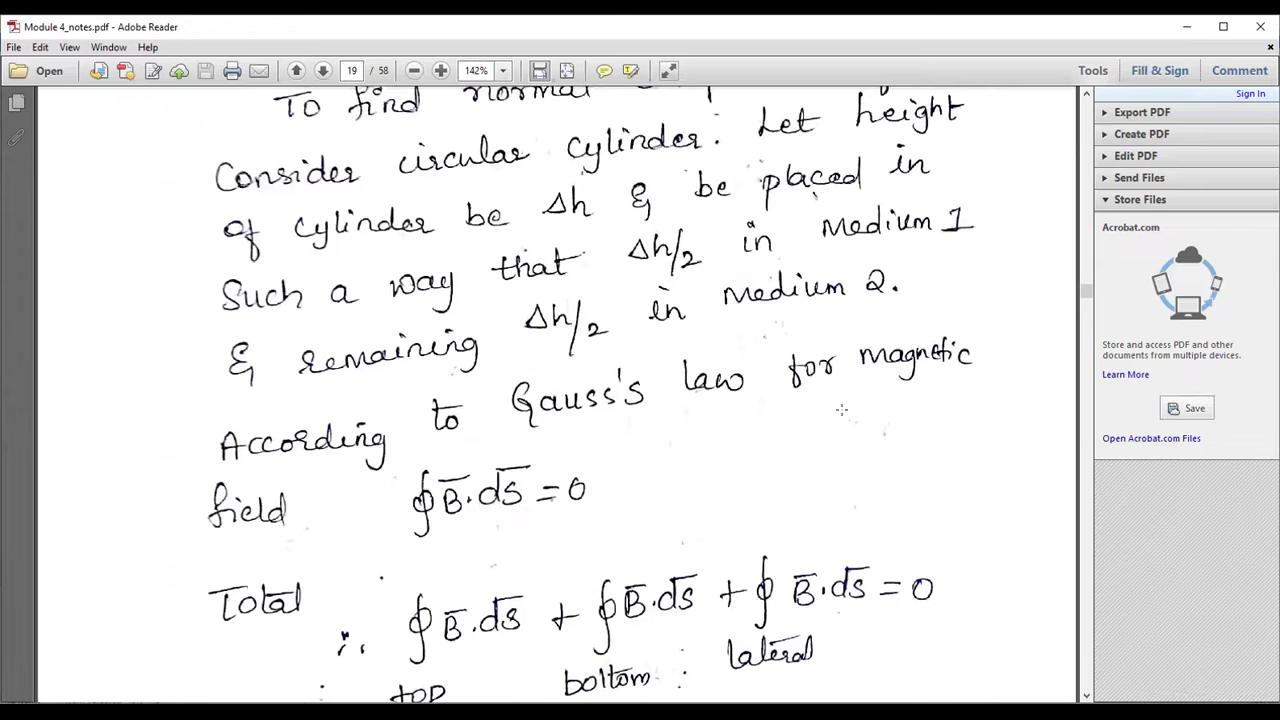 Module 4_notes.pdf - Adobe Reader
File Edit View Window Help
Open 19 / 58 142% Tools Fill & Sign Comment
Sign In
Export PDF
Create PDF
Edit PDF
Send Files
Store Files
Acrobat.com
Store and access PDF and other
documents from multiple devices.
Learn More
Save
Open Acrobat.com Files
To find normal
Consider circular cylinder. Let height
of cylinder be Δh & be placed in
Such a way that Δh/2 in medium 1
& remaining Δh/2 in medium 2.
According to Gauss's law for magnetic
field ∮B̅.dS̅ = 0
Total
∴ ∮B̅.dS̅ + ∮B̅.dS̅ + ∮B̅.dS̅ = 0
top bottom lateral